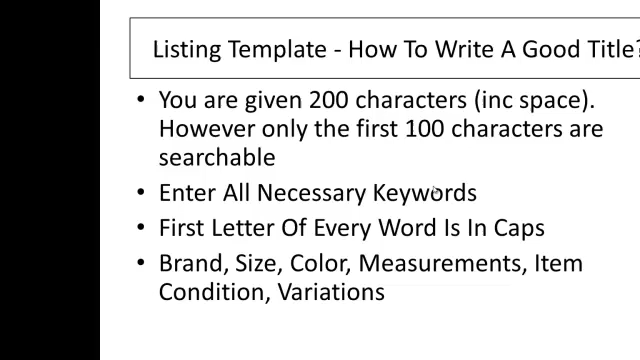 Listing Template - How To Write A Good Title?
• You are given 200 characters (inc space).
However only the first 100 characters are
searchable
• Enter All Necessary Keywords
• First Letter Of Every Word Is In Caps
• Brand, Size, Color, Measurements, Item
Condition, Variations